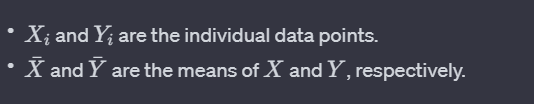 • Xᵢ and Yᵢ are the individual data points.
• X̄ and Ȳ are the means of X and Y, respectively.